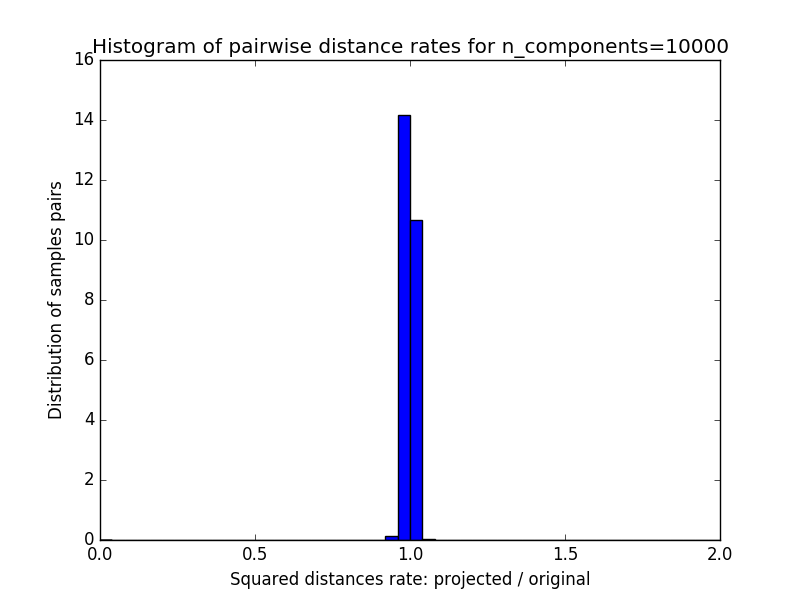 Histogram of pairwise distance rates for n_components=10000
16
14
12
10
8
6
4
2
0
Distribution of samples pairs
0.0 0.5 1.0 1.5 2.0
Squared distances rate: projected / original